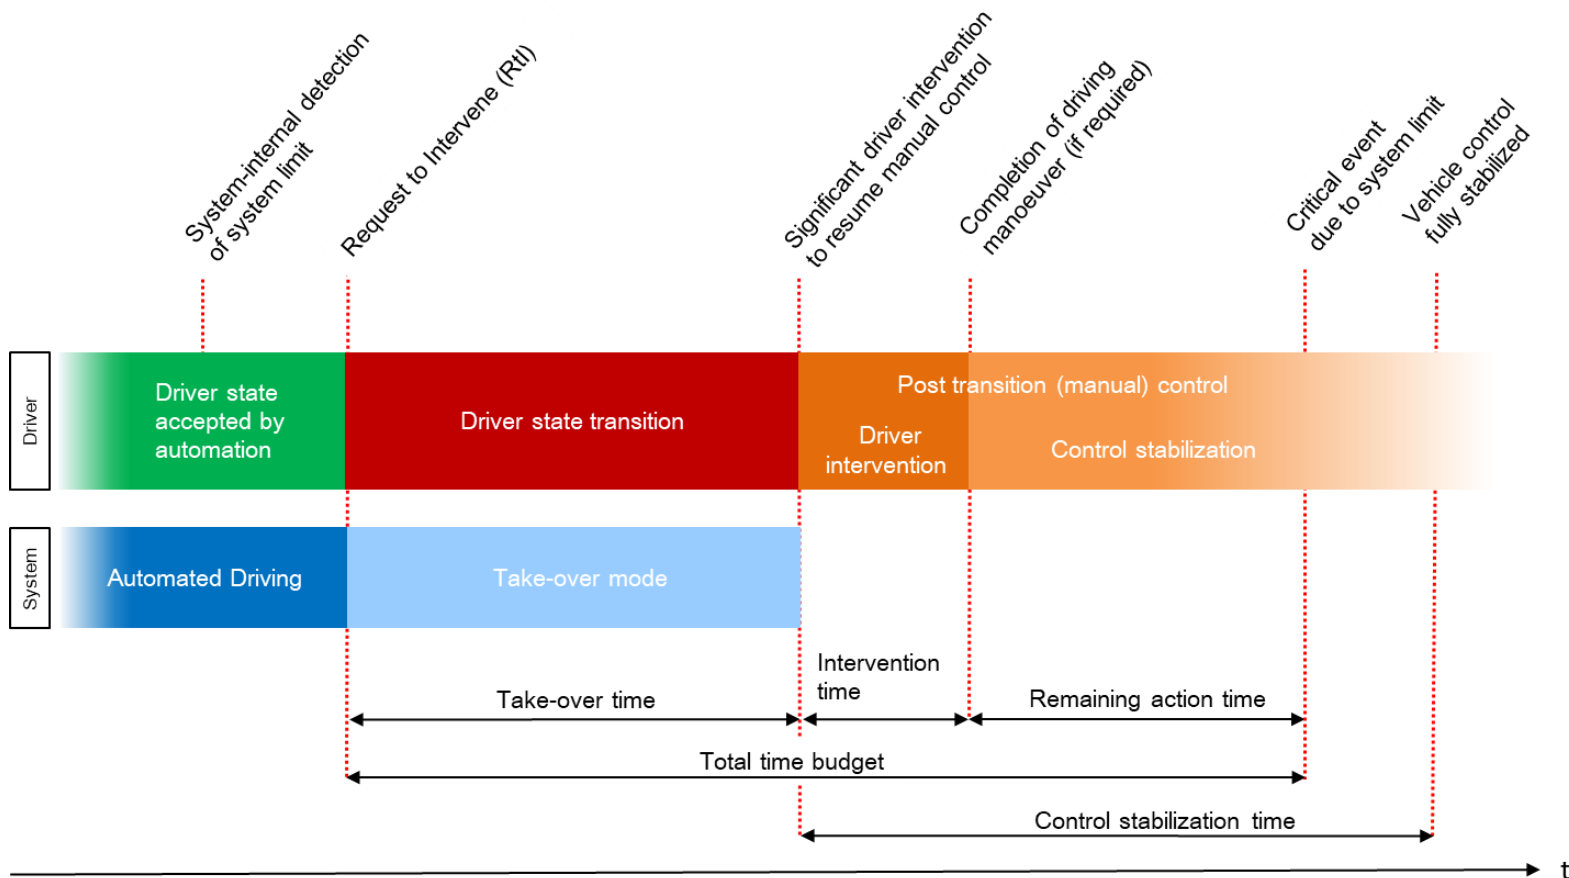 System-internal detection
of system limit
Request to Intervene (RtI)
Significant driver intervention
to resume manual control
Completion of driving
manoeuver (if required)
Critical event
due to system limit
Vehicle control
fully stabilized
Driver
Driver state
accepted by
automation
Driver state transition
Post transition (manual) control
Driver
intervention
Control stabilization
System
Automated Driving
Take-over mode
Intervention
time
Take-over time
Remaining action time
Total time budget
Control stabilization time
t